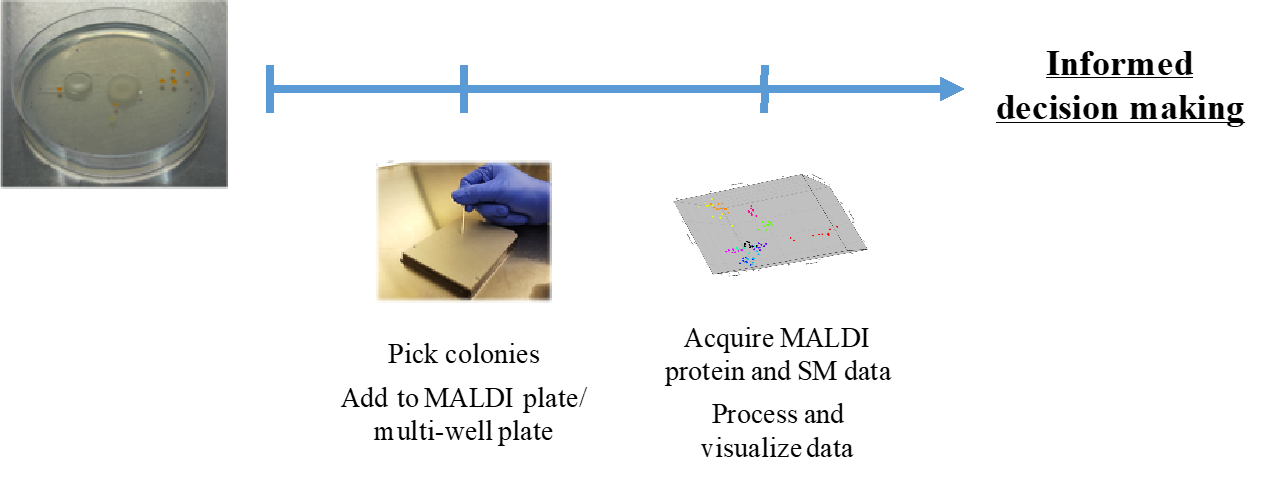 Informed
decision making
Pick colonies
Add to MALDI plate/
multi-well plate
Acquire MALDI
protein and SM data
Process and
visualize data